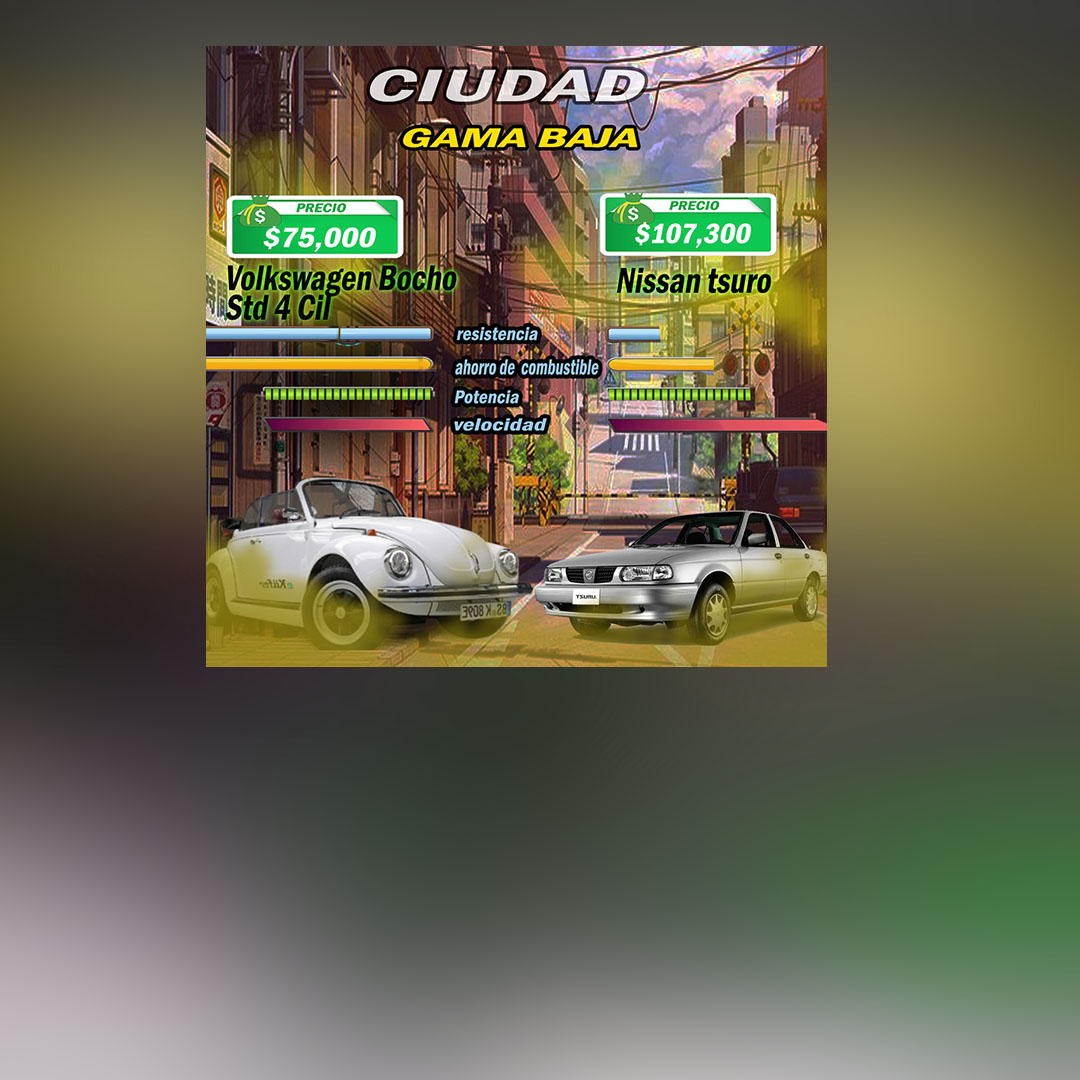 CIUDAD
GAMA BAJA
PRECIO
$75,000
PRECIO
$107,300
Volkswagen Bocho
Std 4 Cil
Nissan tsuro
resistencia
ahorro de combustible
Potencia
velocidad
TSURU.